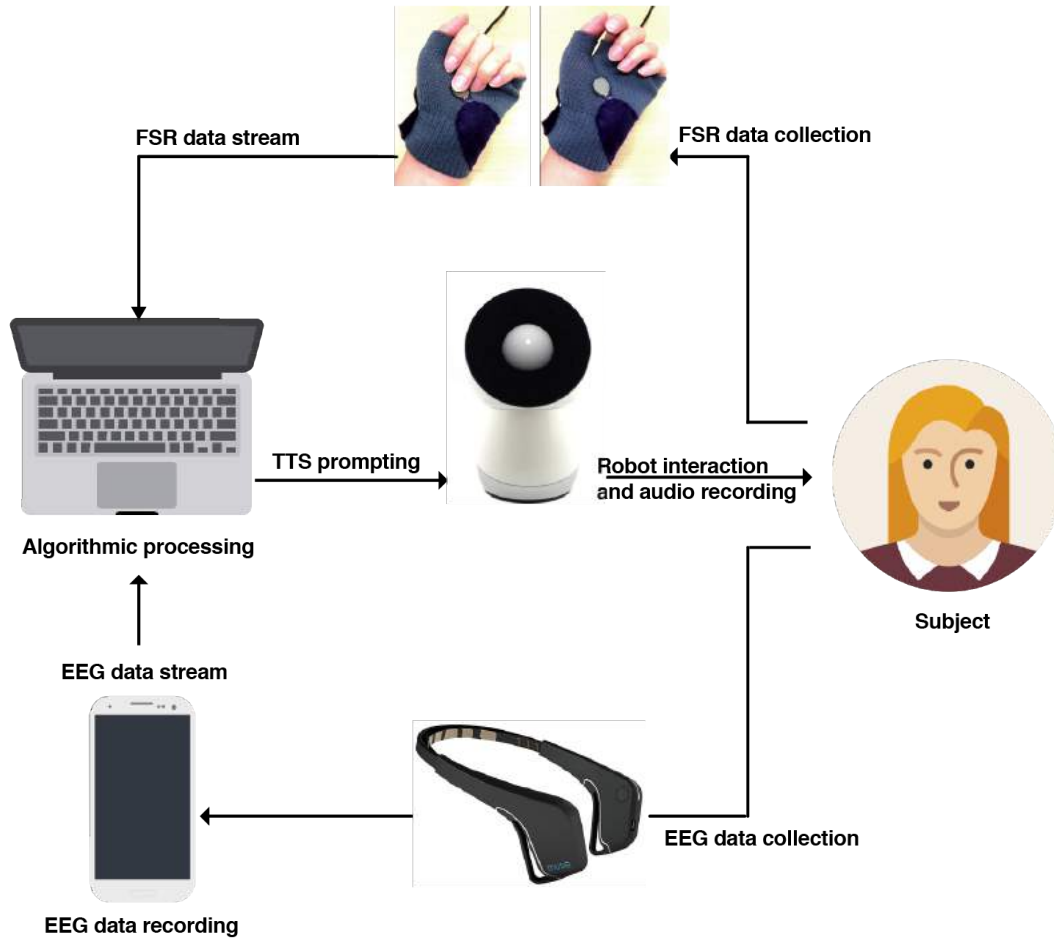 FSR data stream
FSR data collection
TTS prompting
Robot interaction
and audio recording
Algorithmic processing
Subject
EEG data stream
muse
EEG data collection
EEG data recording